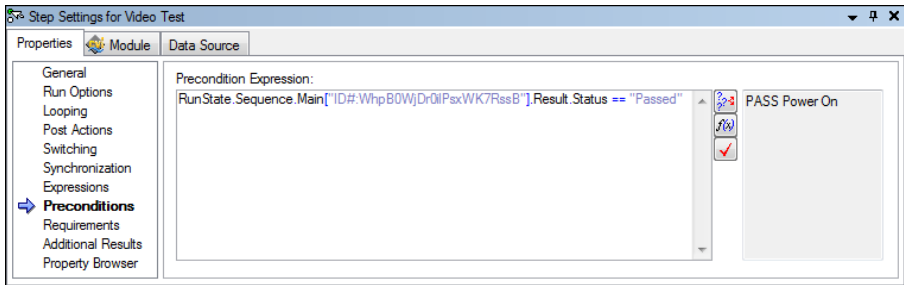 Step Settings for Video Test
Properties Module Data Source
General
Run Options
Looping
Post Actions
Switching
Synchronization
Expressions
Preconditions
Requirements
Additional Results
Property Browser
Precondition Expression:
RunState.Sequence.Main["ID#:WhpB0WjDr0iIPsxWK7RssB"].Result.Status == "Passed"
f(x)
PASS Power On